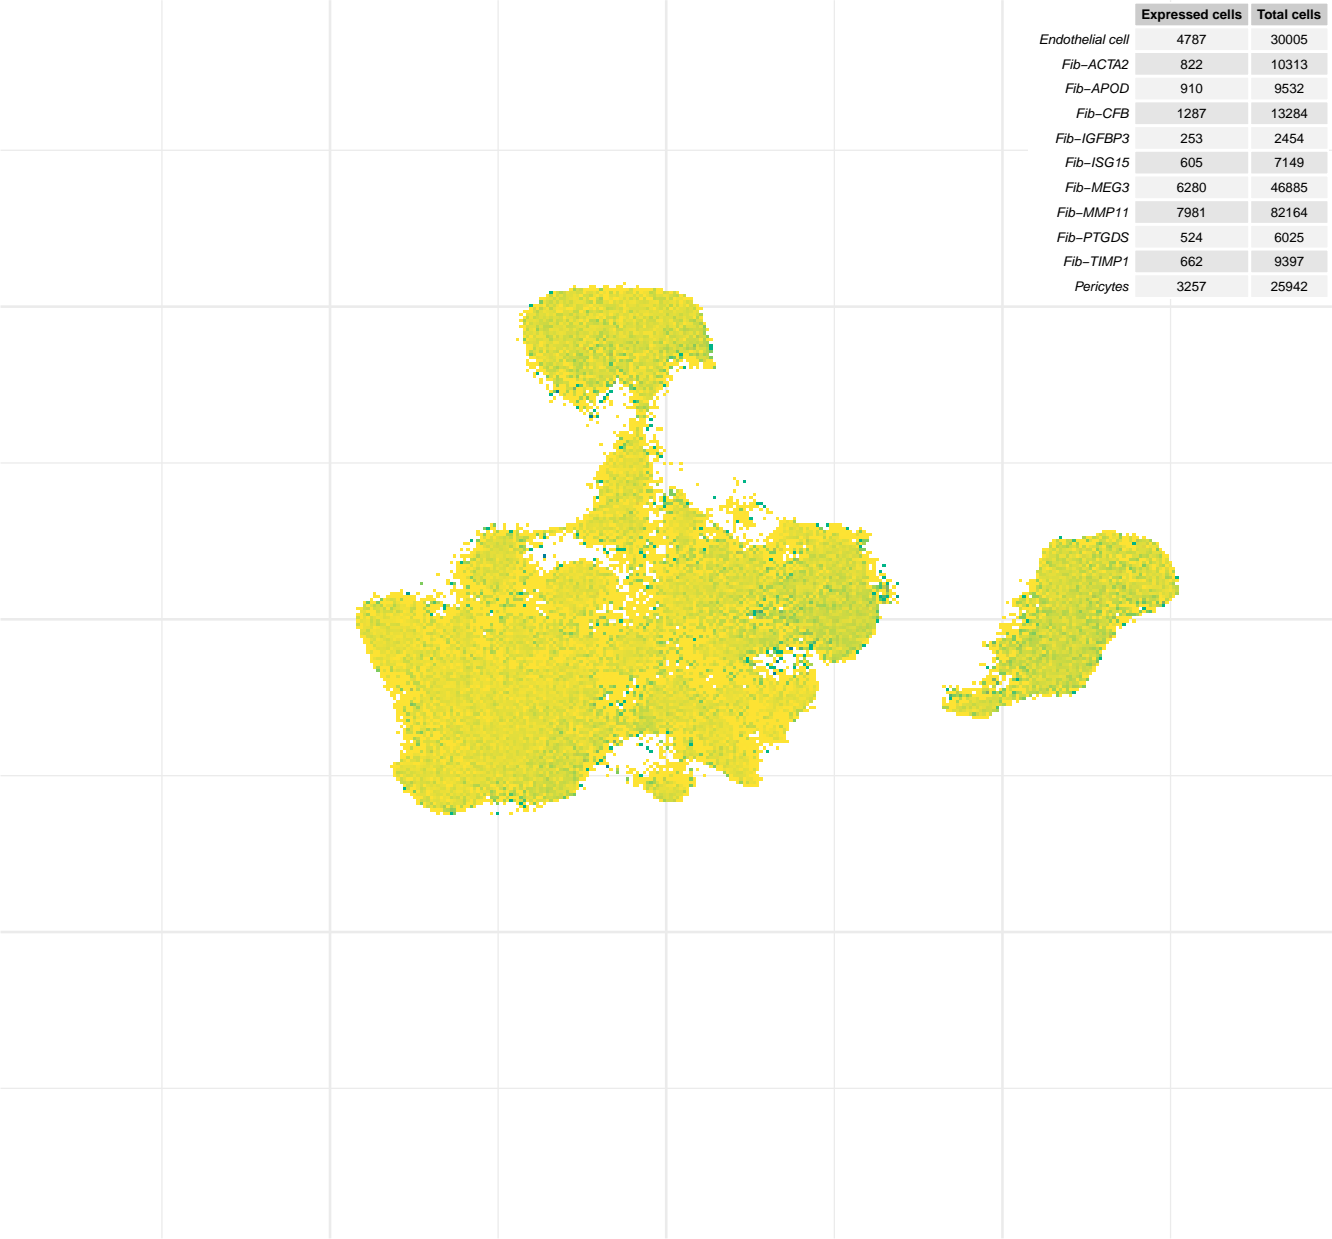 Expressed cells Total cells
Endothelial cell 4787 30005
Fib−ACTA2 822 10313
Fib−APOD 910 9532
Fib−CFB 1287 13284
Fib−IGFBP3 253 2454
Fib−ISG15 605 7149
Fib−MEG3 6280 46885
Fib−MMP11 7981 82164
Fib−PTGDS 524 6025
Fib−TIMP1 662 9397
Pericytes 3257 25942